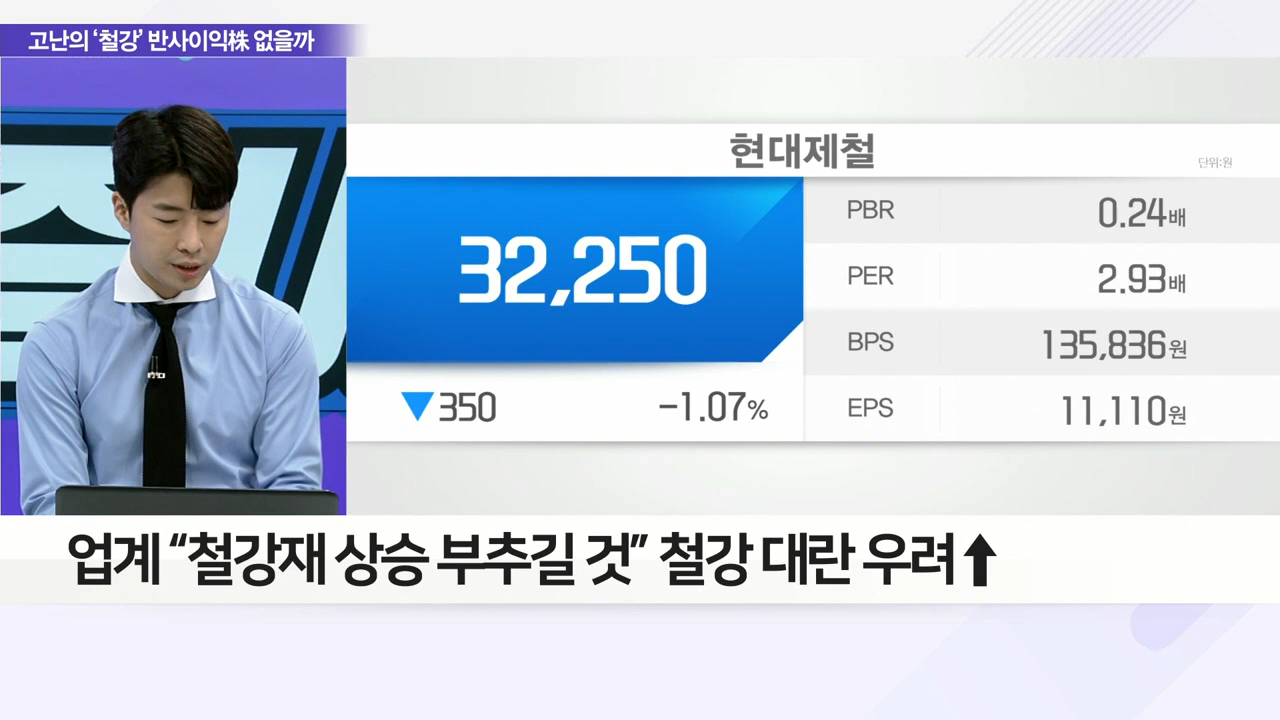 고난의 ‘철강’ 반사이익株 없을까
현대제철
단위:원
32,250
▼350 -1.07%
PBR 0.24배
PER 2.93배
BPS 135,836원
EPS 11,110원
업계 “철강재 상승 부추길 것” 철강 대란 우려↑